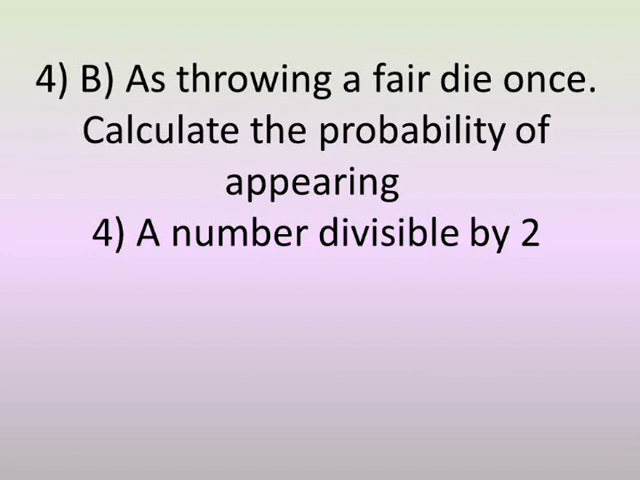 4) B) As throwing a fair die once.
Calculate the probability of
appearing
4) A number divisible by 2